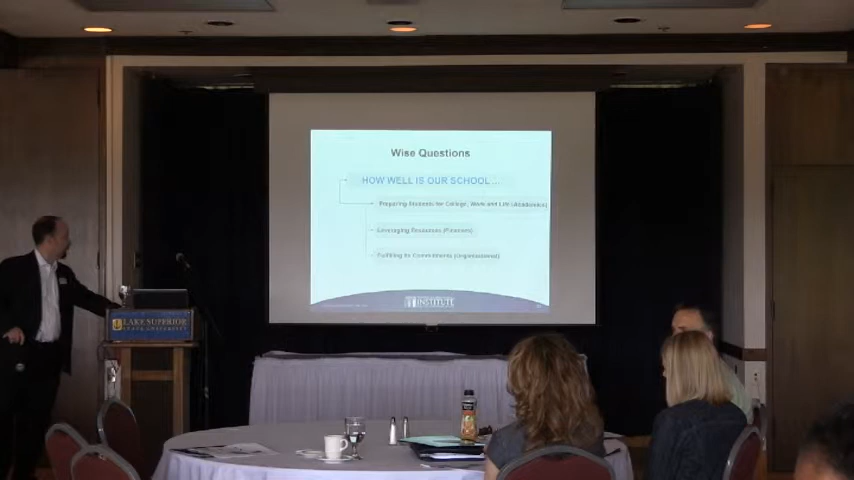 Wise Questions
HOW WELL IS OUR SCHOOL ...
Preparing Students for College, Work and Life (Academics)
Leveraging Resources (Finances)
Fulfilling its Commitments (Organizational)
INSTITUTE
LAKE SUPERIOR
STATE UNIVERSITY